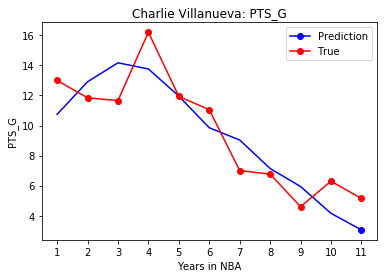 Charlie Villanueva: PTS_G
Prediction
True
PTS_G
16
14
12
10
8
6
4
1 2 3 4 5 6 7 8 9 10 11
Years in NBA